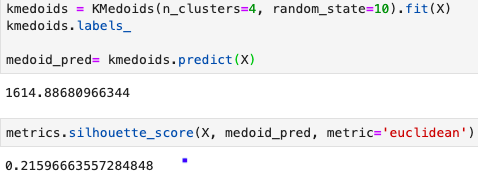 kmedoids = KMedoids(n_clusters=4, random_state=10).fit(X)
kmedoids.labels_
medoid_pred= kmedoids.predict(X)
1614.88680966344
metrics.silhouette_score(X, medoid_pred, metric='euclidean')
0.21596663557284848